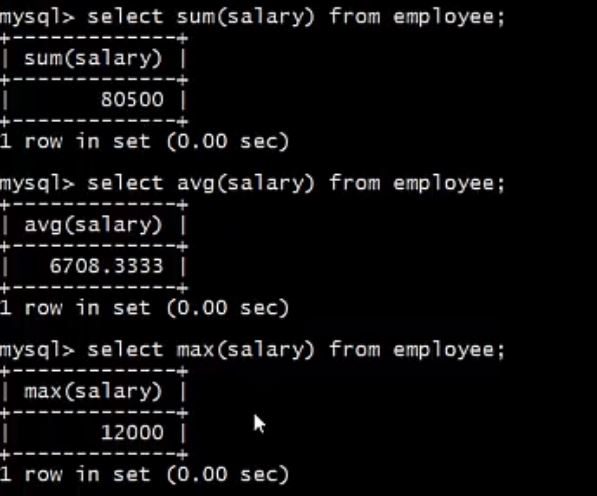 mysql> select sum(salary) from employee;
+-------------+
| sum(salary) |
+-------------+
|       80500 |
+-------------+
1 row in set (0.00 sec)
mysql> select avg(salary) from employee;
+-------------+
| avg(salary) |
+-------------+
|   6708.3333 |
+-------------+
1 row in set (0.00 sec)
mysql> select max(salary) from employee;
+-------------+
| max(salary) |
+-------------+
|       12000 |
+-------------+
1 row in set (0.00 sec)